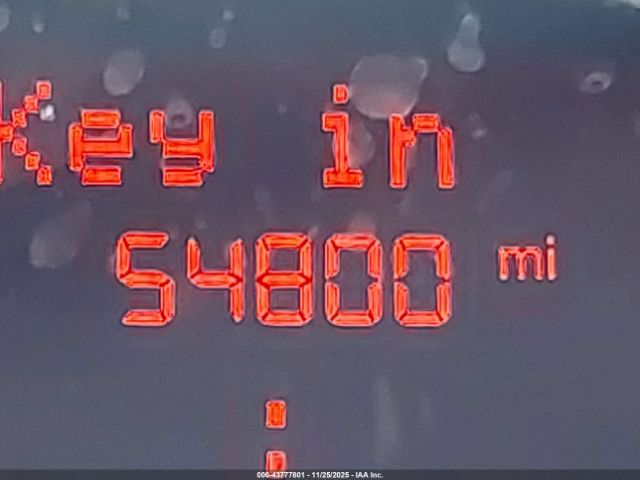 Key in
54800 mi
000-43777801 - 11/25/2025 - IAA Inc.